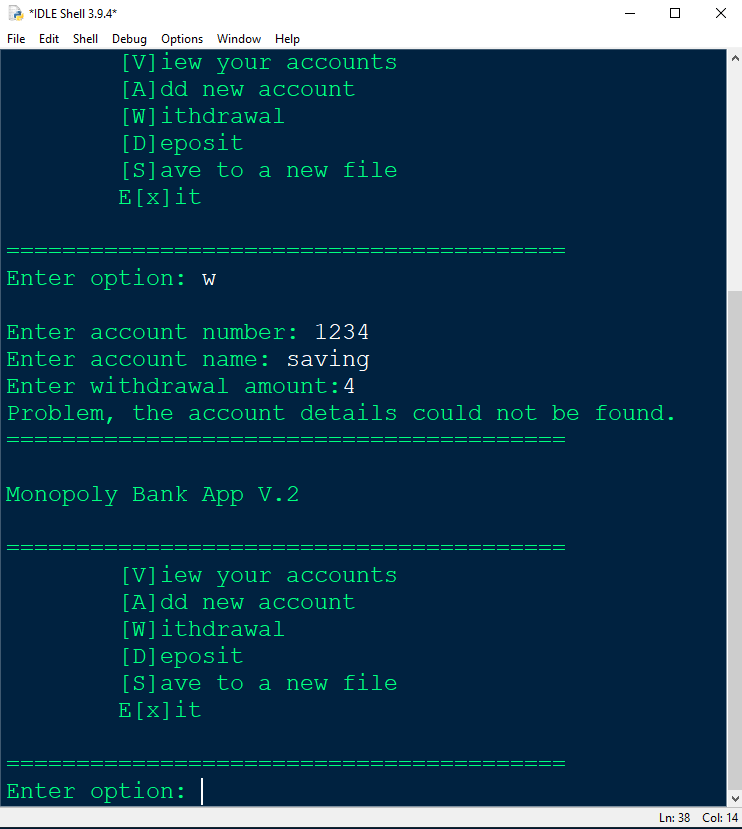 *IDLE Shell 3.9.4*
File Edit Shell Debug Options Window Help
[V]iew your accounts
[A]dd new account
[W]ithdrawal
[D]eposit
[S]ave to a new file
E[x]it
========================================
Enter option: w
Enter account number: 1234
Enter account name: saving
Enter withdrawal amount:4
Problem, the account details could not be found.
========================================
Monopoly Bank App V.2
========================================
[V]iew your accounts
[A]dd new account
[W]ithdrawal
[D]eposit
[S]ave to a new file
E[x]it
========================================
Enter option:
Ln: 38 Col: 14